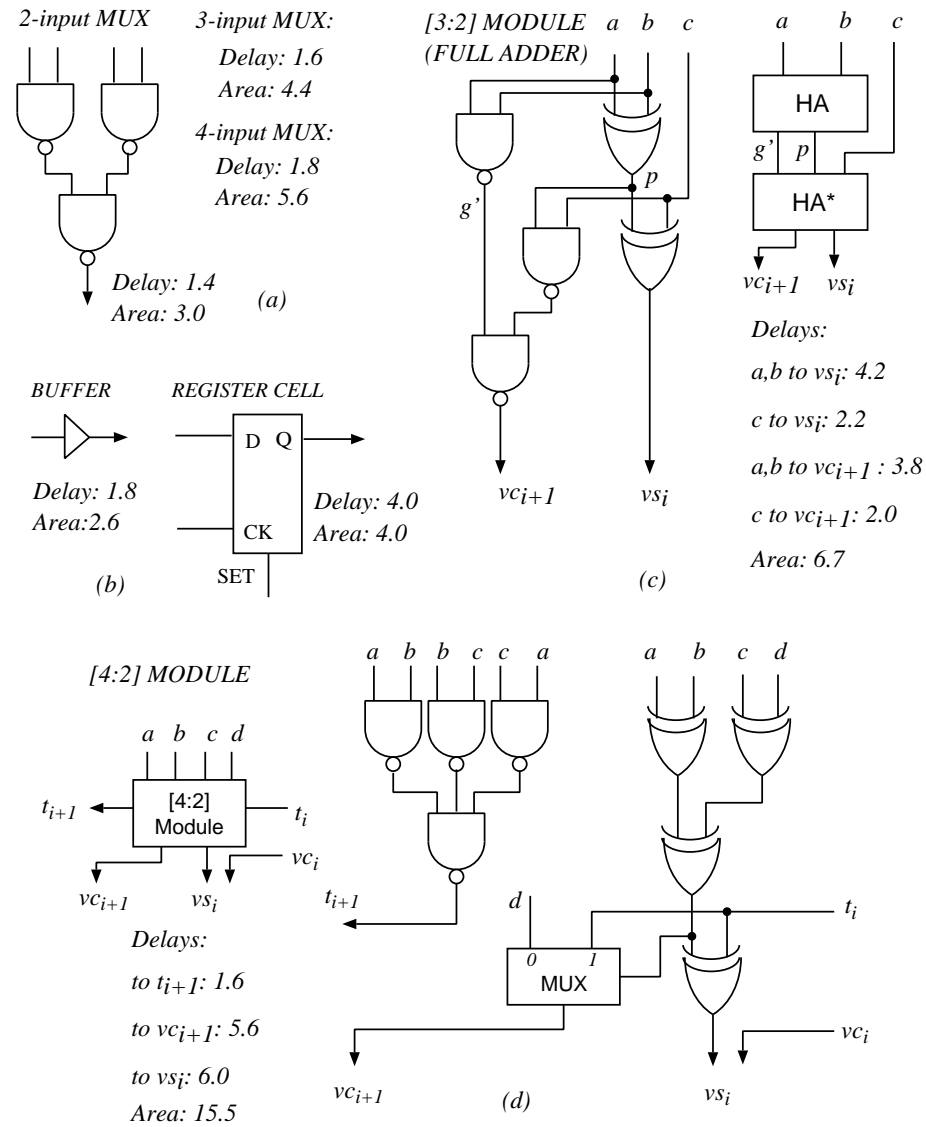 2-input MUX
3-input MUX:
Delay: 1.6
Area: 4.4
4-input MUX:
Delay: 1.8
Area: 5.6
Delay: 1.4
Area: 3.0
(a)
BUFFER
Delay: 1.8
Area:2.6
REGISTER CELL
D Q
CK
SET
Delay: 4.0
Area: 4.0
(b)
[3:2] MODULE
(FULL ADDER)
a b c
p
g’
vci+1
vsi
(c)
a b c
HA
g’ p
HA*
vci+1 vsi
Delays:
a,b to vsi: 4.2
c to vsi: 2.2
a,b to vci+1 : 3.8
c to vci+1: 2.0
Area: 6.7
[4:2] MODULE
a b c d
ti+1
[4:2]
Module
ti
vci
vci+1
vsi
Delays:
to ti+1: 1.6
to vci+1: 5.6
to vsi: 6.0
Area: 15.5
a b b c c a
ti+1
a b c d
d
ti
0 1
MUX
vci
vci+1
vsi
(d)